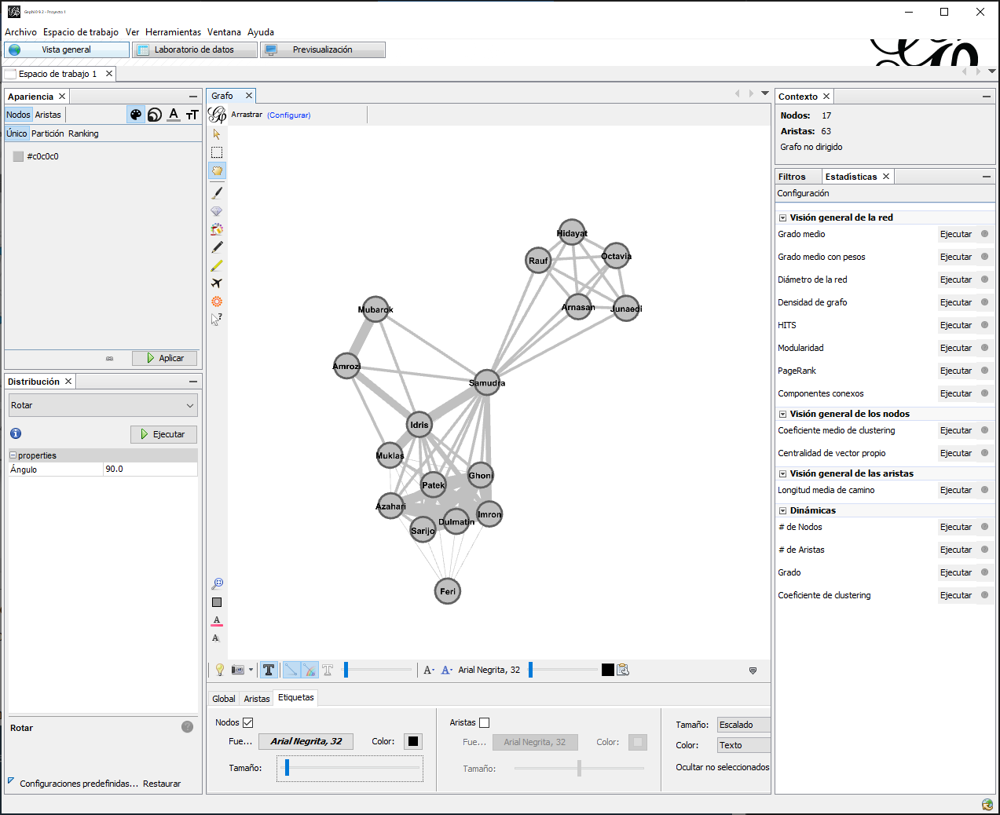 Gephi 0.9.2 - Proyecto 1
Archivo Espacio de trabajo Ver Herramientas Ventana Ayuda
Vista general Laboratorio de datos Previsualización
Espacio de trabajo 1
Apariencia
Nodos Aristas
Único Partición Ranking
#c0c0c0
Aplicar
Distribución
Rotar
Ejecutar
properties
Ángulo 90.0
Rotar
Configuraciones predefinidas... Restaurar
Grafo
Arrastrar (Configurar)
Hidayat
Rauf
Octavia
Arnasan
Junaedi
Mubarok
Amrozi
Samudra
Idris
Muklas
Ghoni
Patek
Azahari
Imron
Dulmatin
Sarijo
Feri
Arial Negrita, 32
Global Aristas Etiquetas
Nodos
Fue... Arial Negrita, 32 Color:
Tamaño:
Aristas
Fue... Arial Negrita, 32 Color:
Tamaño:
Tamaño: Escalado
Color: Texto
Ocultar no seleccionados
Contexto
Nodos: 17
Aristas: 63
Grafo no dirigido
Filtros Estadísticas
Configuración
Visión general de la red
Grado medio Ejecutar
Grado medio con pesos Ejecutar
Diámetro de la red Ejecutar
Densidad de grafo Ejecutar
HITS Ejecutar
Modularidad Ejecutar
PageRank Ejecutar
Componentes conexos Ejecutar
Visión general de los nodos
Coeficiente medio de clustering Ejecutar
Centralidad de vector propio Ejecutar
Visión general de las aristas
Longitud media de camino Ejecutar
Dinámicas
# de Nodos Ejecutar
# de Aristas Ejecutar
Grado Ejecutar
Coeficiente de clustering Ejecutar